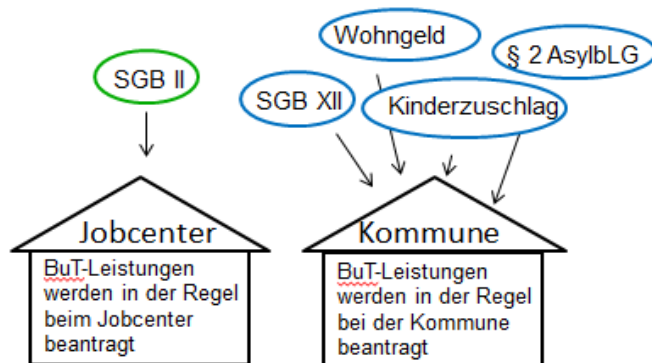 Wohngeld
§ 2 AsylbLG
SGB II
SGB XII
Kinderzuschlag
Jobcenter
BuT-Leistungen
werden in der Regel
beim Jobcenter
beantragt
Kommune
BuT-Leistungen
werden in der Regel
bei der Kommune
beantragt